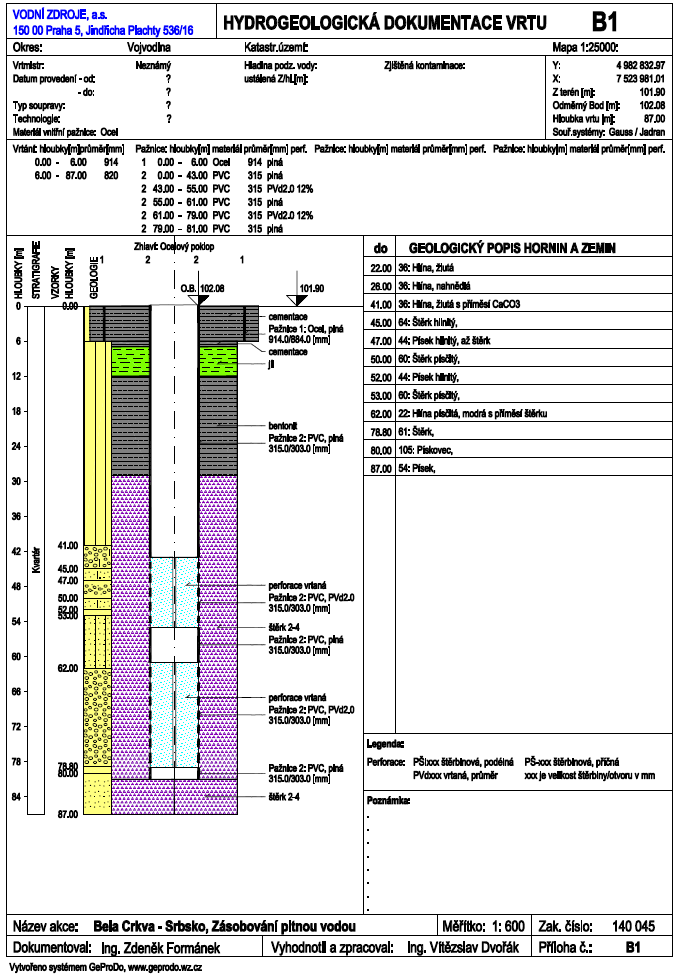 VODNÍ ZDROJE, a.s.
150 00 Praha 5, Jindřicha Plachty 536/16
HYDROGEOLOGICKÁ DOKUMENTACE VRTU B1
Okres: Vojvodina Katastr.území: Mapa 1:25000:
Vrtmistr: Neznámý Hladina podz. vody: Zjištěná kontaminace: Y: 4 982 832.97
Datum provedení - od: ? ustálená Z/hl.[m]: X: 7 523 981.01
- do: ? Z terén [m]: 101.90
Typ soupravy: ? Odměrný Bod [m]: 102.08
Technologie: ? Hloubka vrtu [m]: 87.00
Materiál vnitřní pažnice: Ocel Souř.systémy: Gauss / Jadran
Vrtání: hloubky[m]průměr[mm] Pažnice: hloubky[m] materiál průměr[mm] perf. Pažnice: hloubky[m] materiál průměr[mm] perf. Pažnice: hloubky[m] materiál průměr[mm] perf.
0.00 - 6.00 914 1 0.00 - 6.00 Ocel 914 plná
6.00 - 87.00 820 2 0.00 - 43.00 PVC 315 plná
2 43.00 - 55.00 PVC 315 PVd2.0 12%
2 55.00 - 61.00 PVC 315 plná
2 61.00 - 79.00 PVC 315 PVd2.0 12%
2 79.00 - 81.00 PVC 315 plná
HLOUBKY [m]
STRATIGRAFIE
VZORKY
HLOUBKY [m]
GEOLOGIE
Zhlaví: Ocelový poklop
1 2 2 1
O.B. 102.08 101.90
0 0.00
6
12
18
24
30
36
42
48
54
60
66
72
78
84
Kvartér
41.00
45.00
47.00
50.00
52.00
53.00
62.00
78.80
80.00
87.00
cementace
Pažnice 1: Ocel, plná
914.0/884.0 [mm]
cementace
jíl
bentonit
Pažnice 2: PVC, plná
315.0/303.0 [mm]
perforace vrtaná
Pažnice 2: PVC, PVd2.0
315.0/303.0 [mm]
štěrk 2-4
Pažnice 2: PVC, plná
315.0/303.0 [mm]
perforace vrtaná
Pažnice 2: PVC, PVd2.0
315.0/303.0 [mm]
Pažnice 2: PVC, plná
315.0/303.0 [mm]
štěrk 2-4
do GEOLOGICKÝ POPIS HORNIN A ZEMIN
22.00 36: Hlína, žlutá
26.00 36: Hlína, nahnědlá
41.00 36: Hlína, žlutá s příměsí CaCO3
45.00 64: Štěrk hlinitý,
47.00 44: Písek hlinitý, až štěrk
50.00 60: Štěrk písčitý,
52.00 44: Písek hlinitý,
53.00 60: Štěrk písčitý,
62.00 22: Hlína písčitá, modrá s příměsí štěrku
78.80 61: Štěrk,
80.00 105: Pískovec,
87.00 54: Písek,
Legenda:
Perforace: PŠlxxx štěrbinová, podélná PŠ-xxx štěrbinová, příčná
PVdxxx vrtaná, průměr xxx je velikost štěrbiny/otvoru v mm
Poznámka:
.
.
.
.
.
.
.
.
Název akce: Bela Crkva - Srbsko, Zásobování pitnou vodou Měřítko: 1: 600 Zak. číslo: 140 045
Dokumentoval: Ing. Zdeněk Formánek Vyhodnotil a zpracoval: Ing. Vítězslav Dvořák Příloha č.: B1
Vytvořeno systémem GeProDo, www.geprodo.wz.cz